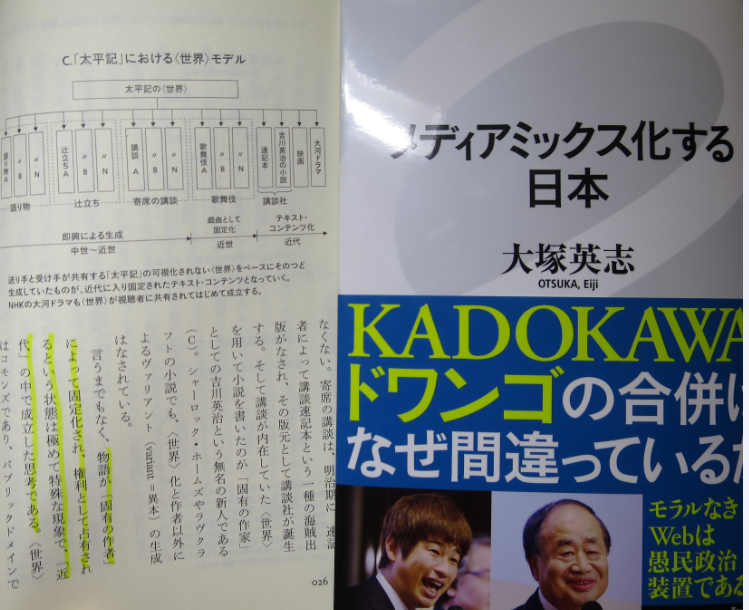 C.「太平記」における〈世界〉モデル
太平記の〈世界〉
盛り物A
〃B
〃N
辻立ちA
〃B
〃N
講談A
〃B
〃N
歌舞伎A
〃B
〃N
速記本
吉川英治の小説
映画
大河ドラマ
盛り物
辻立ち
寄席の講談
歌舞伎
講談社
即興による生成
中世〜近世
戯曲として
固定化
近世
テキスト・
コンテンツ化
近代
送り手と受け手が共有する「太平記」の可視化されない〈世界〉をベースにそのつど
生成していたものが、近代に入り固定されたテキスト・コンテンツとなっていく。
NHKの大河ドラマも〈世界〉が視聴者に共有されてはじめて成立する。
なくない。寄席の講談は、明治期に「速記
者によって講談速記本という一種の海賊出
版がなされ、その版元として講談社が誕生
する。そして講談が内在していた〈世界〉
を用いて小説を書いたのが「固有の作家」
としての吉川英治という無名の新人である
(C)。シャーロック・ホームズやラヴクラ
フトの小説でも、〈世界〉化と作者以外に
よるヴァリアント(variant=異本)の生成
はなされている。
言うまでもなく、物語が「固有の作者」
によって固定化され、権利として占有され
るという状態は極めて特殊な現象で、「近
代」の中で成立した思考である。〈世界〉
はコモンズであり、パブリックドメインで
026
メディアミックス化する
日本
大塚英志
OTSUKA, Eiji
KADOKAWA
ドワンゴの合併は
なぜ間違っているか
モラルなき
Webは
愚民政治
装置である